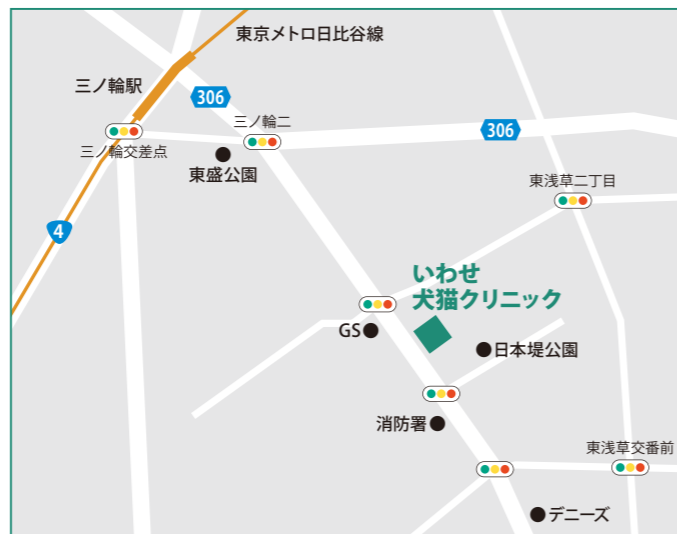 東京メトロ日比谷線
三ノ輪駅
306
三ノ輪二
306
三ノ輪交差点
東盛公園
東浅草二丁目
4
いわせ
犬猫クリニック
GS
日本堤公園
消防署
東浅草交番前
デニーズ